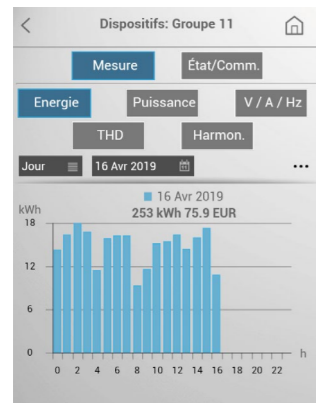 Dispositifs: Groupe 11
Mesure État/Comm.
Energie Puissance V / A / Hz
THD Harmon.
Jour 16 Avr 2019
16 Avr 2019
253 kWh 75.9 EUR
kWh
18
12
6
0
0 2 4 6 8 10 12 14 16 18 20 22 h